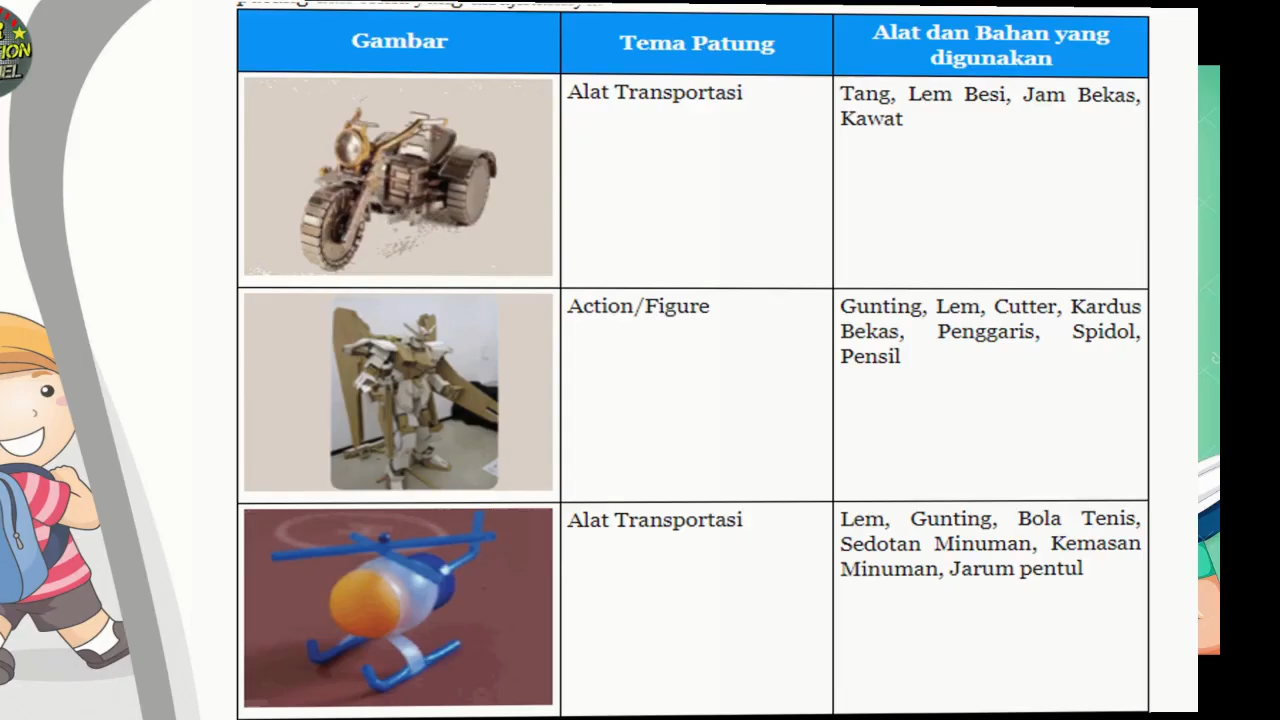 Gambar
Tema Patung
Alat dan Bahan yang
digunakan
Alat Transportasi
Tang, Lem Besi, Jam Bekas,
Kawat
Action/Figure
Gunting, Lem, Cutter, Kardus
Bekas, Penggaris, Spidol,
Pensil
Alat Transportasi
Lem, Gunting, Bola Tenis,
Sedotan Minuman, Kemasan
Minuman, Jarum pentul